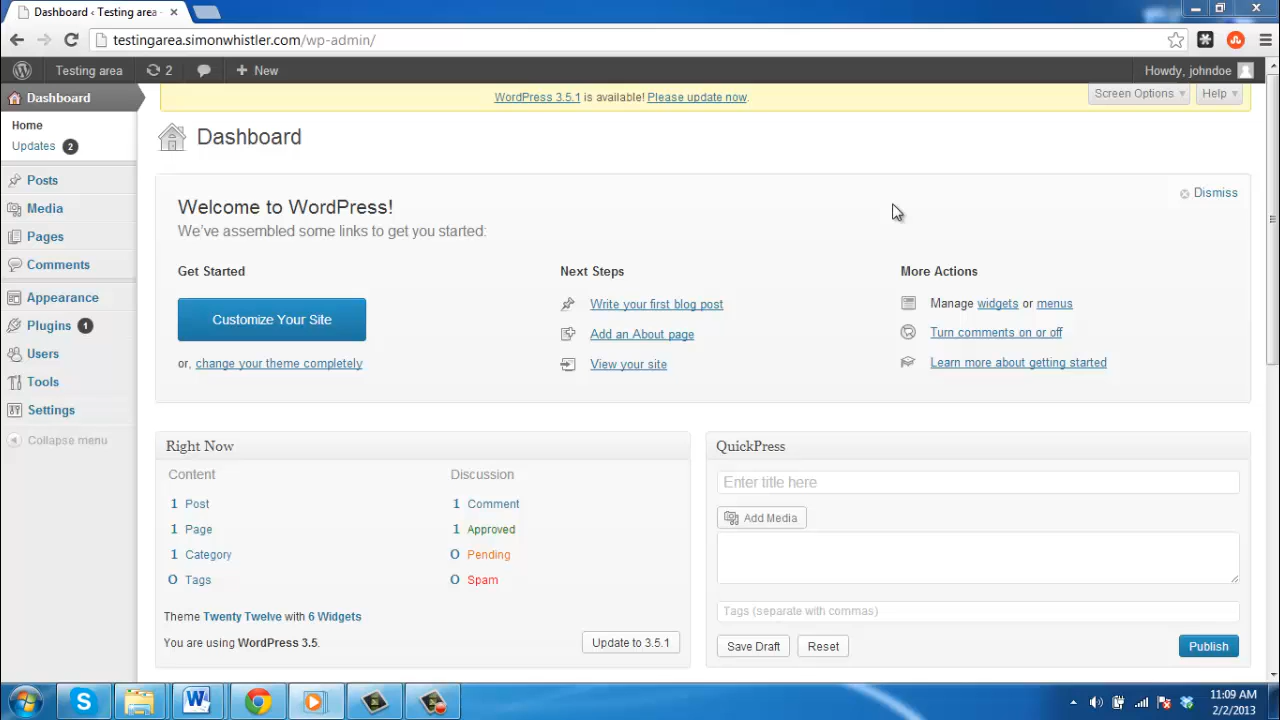 Dashboard ‹ Testing area -
testingarea.simonwhistler.com/wp-admin/
Testing area 2 New Howdy, johndoe
Dashboard
Home
Updates 2
Posts
Media
Pages
Comments
Appearance
Plugins 1
Users
Tools
Settings
Collapse menu
WordPress 3.5.1 is available! Please update now.
Screen Options Help
Dashboard
Dismiss
Welcome to WordPress!
We've assembled some links to get you started:
Get Started
Customize Your Site
or, change your theme completely
Next Steps
Write your first blog post
Add an About page
View your site
More Actions
Manage widgets or menus
Turn comments on or off
Learn more about getting started
Right Now
Content
1 Post
1 Page
1 Category
0 Tags
Discussion
1 Comment
1 Approved
0 Pending
0 Spam
Theme Twenty Twelve with 6 Widgets
You are using WordPress 3.5.
Update to 3.5.1
QuickPress
Enter title here
Add Media
Tags (separate with commas)
Save Draft Reset Publish
11:09 AM
2/2/2013